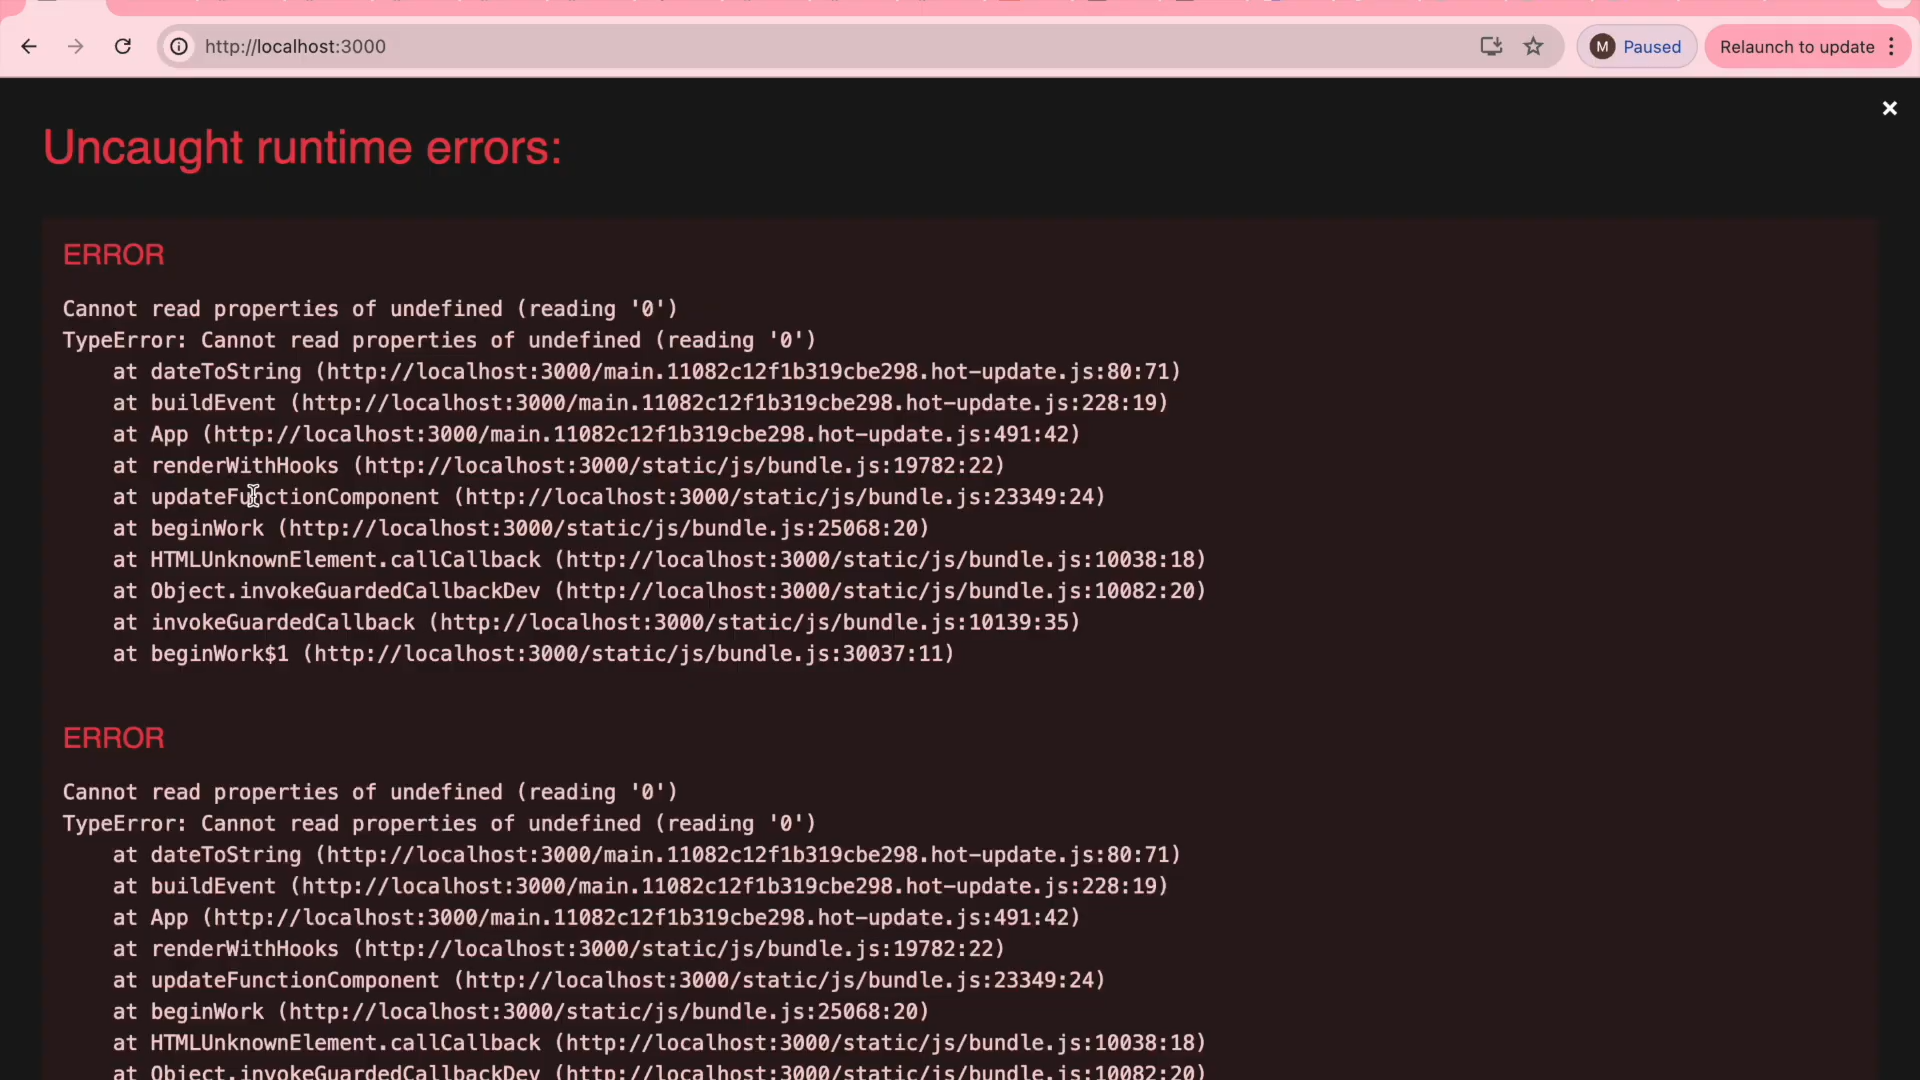 http://localhost:3000
M Paused
Relaunch to update
Uncaught runtime errors:
ERROR
Cannot read properties of undefined (reading '0')
TypeError: Cannot read properties of undefined (reading '0')
at dateToString (http://localhost:3000/main.11082c12f1b319cbe298.hot-update.js:80:71)
at buildEvent (http://localhost:3000/main.11082c12f1b319cbe298.hot-update.js:228:19)
at App (http://localhost:3000/main.11082c12f1b319cbe298.hot-update.js:491:42)
at renderWithHooks (http://localhost:3000/static/js/bundle.js:19782:22)
at updateFunctionComponent (http://localhost:3000/static/js/bundle.js:23349:24)
at beginWork (http://localhost:3000/static/js/bundle.js:25068:20)
at HTMLUnknownElement.callCallback (http://localhost:3000/static/js/bundle.js:10038:18)
at Object.invokeGuardedCallbackDev (http://localhost:3000/static/js/bundle.js:10082:20)
at invokeGuardedCallback (http://localhost:3000/static/js/bundle.js:10139:35)
at beginWork$1 (http://localhost:3000/static/js/bundle.js:30037:11)
ERROR
Cannot read properties of undefined (reading '0')
TypeError: Cannot read properties of undefined (reading '0')
at dateToString (http://localhost:3000/main.11082c12f1b319cbe298.hot-update.js:80:71)
at buildEvent (http://localhost:3000/main.11082c12f1b319cbe298.hot-update.js:228:19)
at App (http://localhost:3000/main.11082c12f1b319cbe298.hot-update.js:491:42)
at renderWithHooks (http://localhost:3000/static/js/bundle.js:19782:22)
at updateFunctionComponent (http://localhost:3000/static/js/bundle.js:23349:24)
at beginWork (http://localhost:3000/static/js/bundle.js:25068:20)
at HTMLUnknownElement.callCallback (http://localhost:3000/static/js/bundle.js:10038:18)
at Object.invokeGuardedCallbackDev (http://localhost:3000/static/js/bundle.js:10082:20)